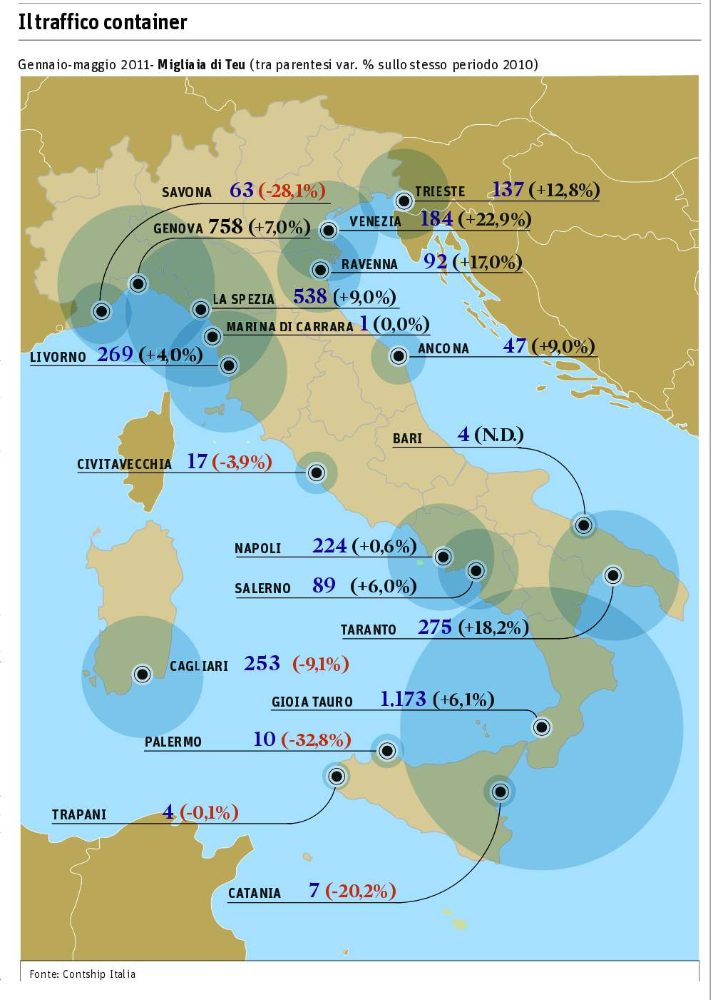 Il traffico container
Gennaio-maggio 2011- Migliaia di Teu (tra parentesi var. % sullo stesso periodo 2010)
SAVONA 63 (-28,1%)
TRIESTE 137 (+12,8%)
VENEZIA 184 (+22,9%)
GENOVA 758 (+7,0%)
RAVENNA 92 (+17,0%)
LA SPEZIA 538 (+9,0%)
MARINA DI CARRARA 1 (0,0%)
ANCONA 47 (+9,0%)
LIVORNO 269 (+4,0%)
BARI 4 (N.D.)
CIVITAVECCHIA 17 (-3,9%)
NAPOLI 224 (+0,6%)
SALERNO 89 (+6,0%)
TARANTO 275 (+18,2%)
CAGLIARI 253 (-9,1%)
GIOIA TAURO 1.173 (+6,1%)
PALERMO 10 (-32,8%)
TRAPANI 4 (-0,1%)
CATANIA 7 (-20,2%)
Fonte: Contship Italia